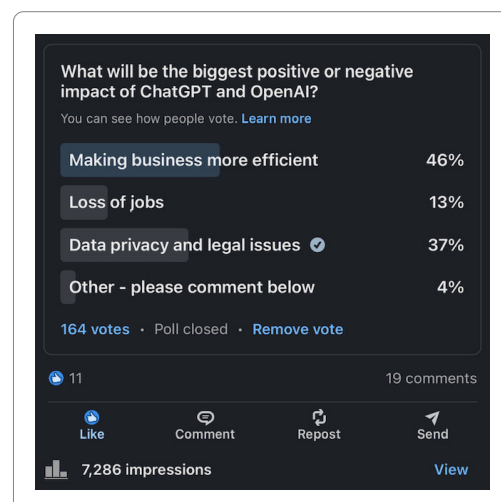 What will be the biggest positive or negative
impact of ChatGPT and OpenAI?
You can see how people vote. Learn more
Making business more efficient 46%
Loss of jobs 13%
Data privacy and legal issues 37%
Other - please comment below 4%
164 votes • Poll closed • Remove vote
11 19 comments
Like Comment Repost Send
7,286 impressions View